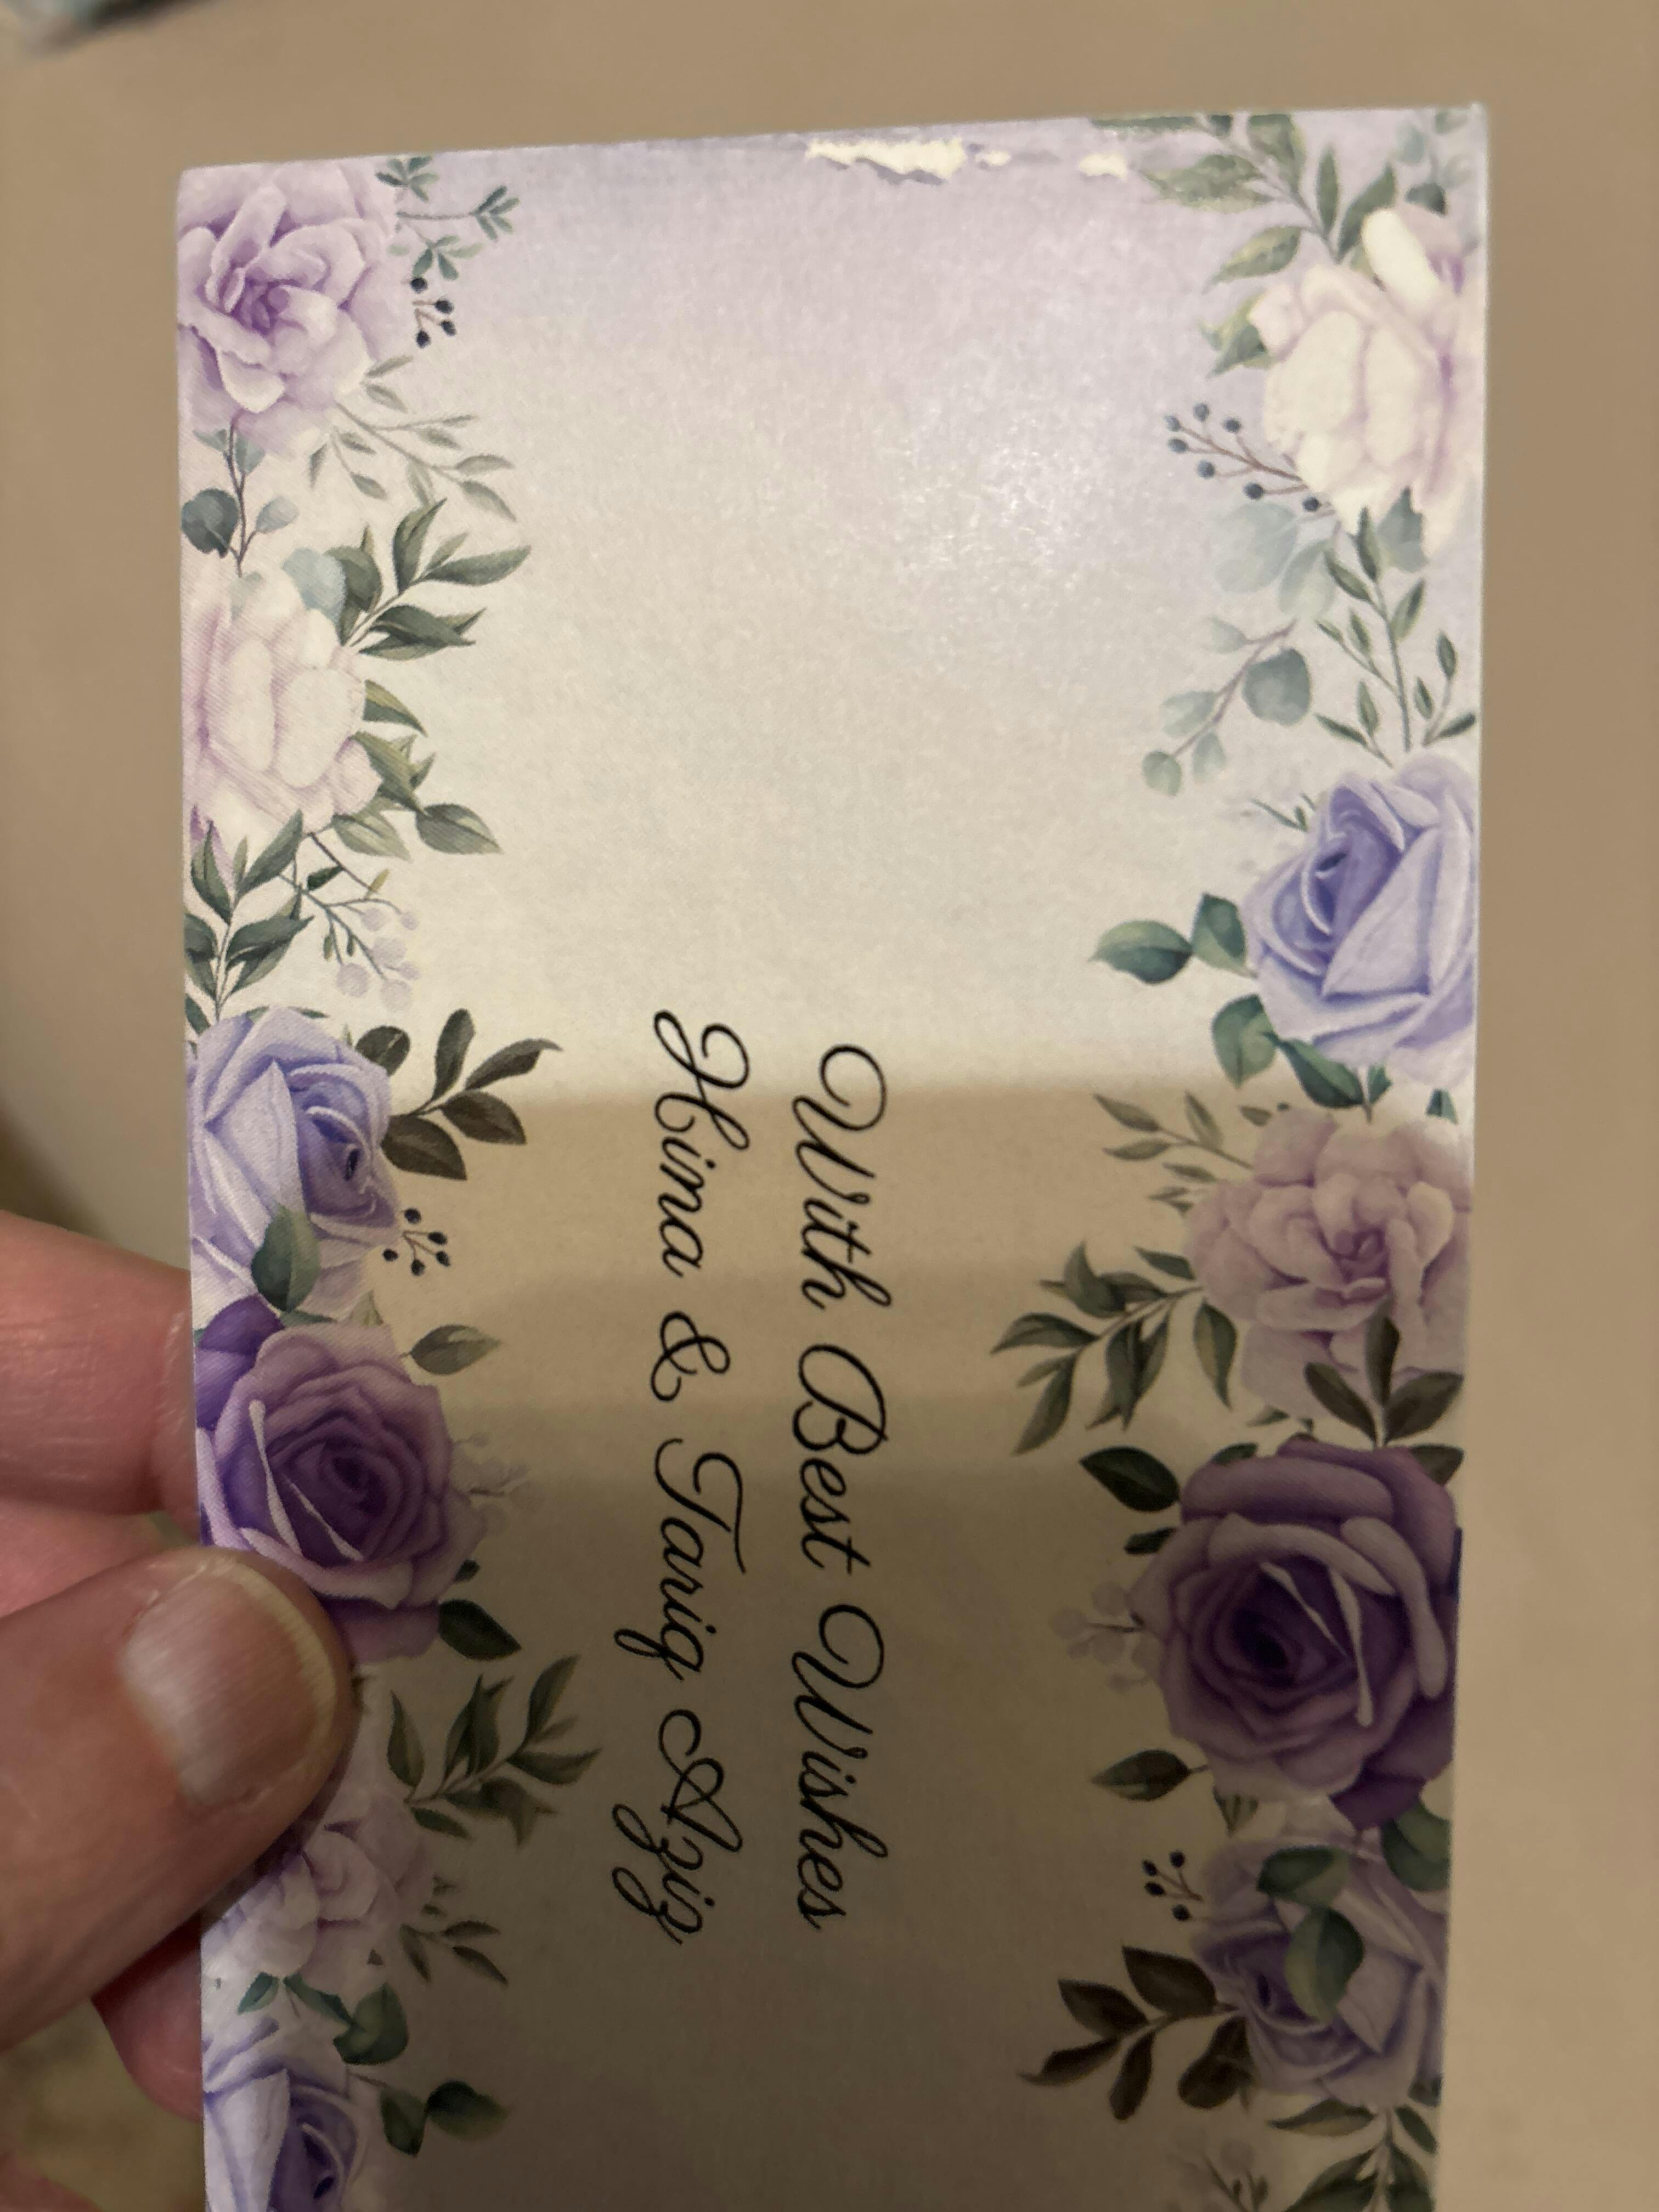 With Best Wishes
Hina & Tariq Aziz